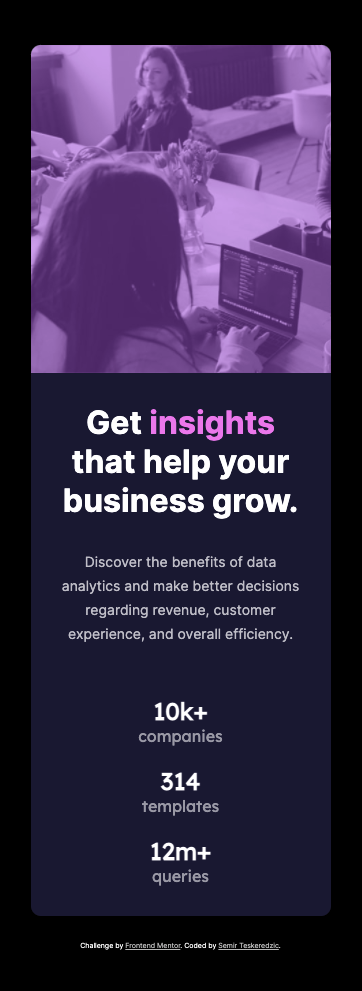 Get insights
that help your
business grow.
Discover the benefits of data
analytics and make better decisions
regarding revenue, customer
experience, and overall efficiency.
10k+
companies
314
templates
12m+
queries
Challenge by Frontend Mentor. Coded by Semir Teskeredzic.